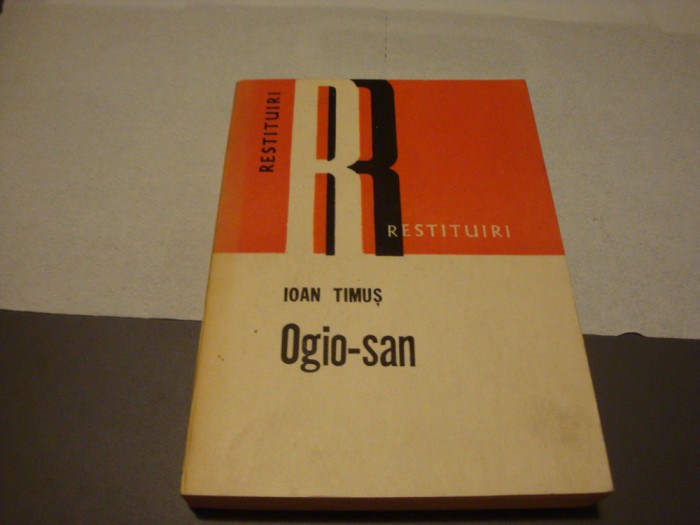 RESTITUIRI
R
RESTITUIRI
IOAN TIMUȘ
Ogio-san